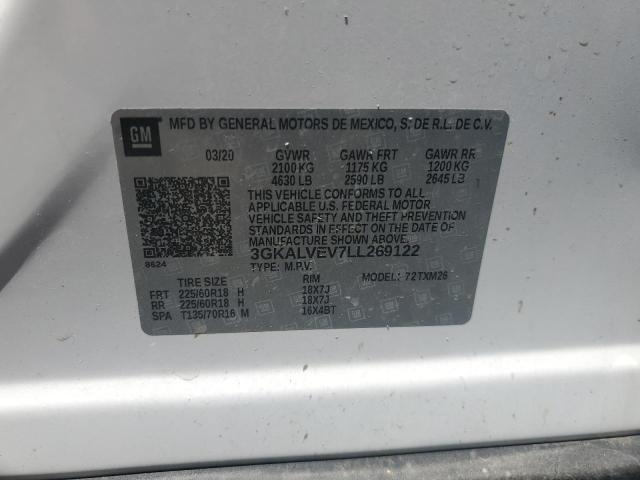 GM
MFD BY GENERAL MOTORS DE MEXICO, S. DE R.L. DE C.V.
03/20 GVWR GAWR FRT GAWR RR
2100 KG 1175 KG 1200 KG
4630 LB 2590 LB 2645 LB
THIS VEHICLE CONFORMS TO ALL
APPLICABLE U.S. FEDERAL MOTOR
VEHICLE SAFETY AND THEFT PREVENTION
STANDARDS IN EFFECT ON THE DATE OF
MANUFACTURE SHOWN ABOVE.
3GKALVEV7LL269122
8624
TYPE: M.P.V. MODEL: 72TXM26
TIRE SIZE RIM
FRT 225/60R18 H 18X7J
RR 225/60R18 H 18X7J
SPA T135/70R16 M 16X4BT